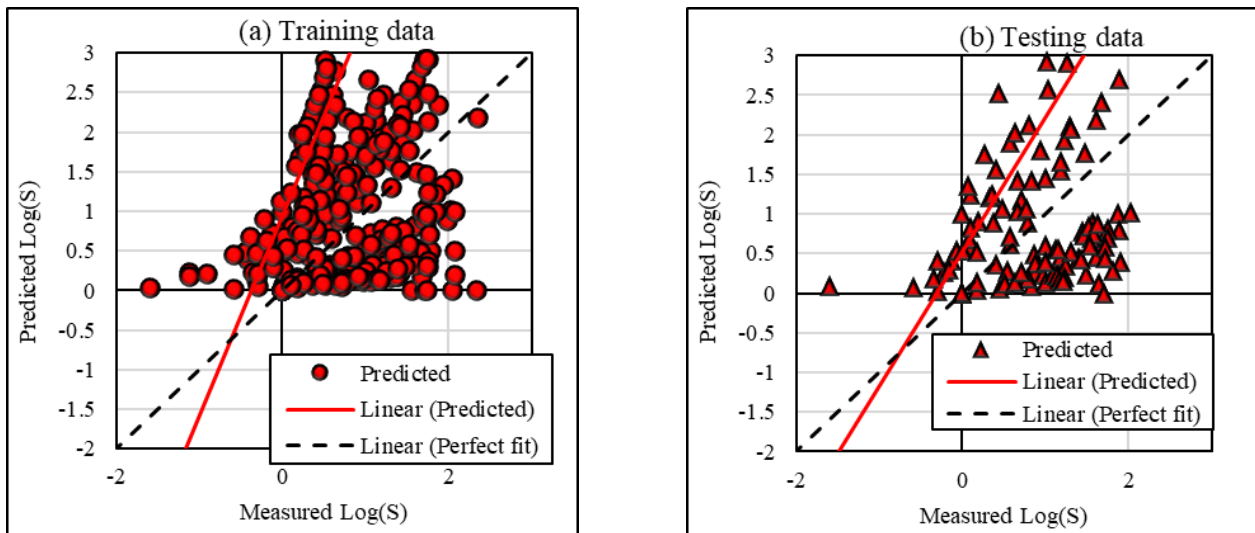 (a) Training data
3
2.5
2
1.5
1
0.5
0
-0.5
-1
-1.5
-2
-2
0
2
Predicted Log(S)
Measured Log(S)
Predicted
Linear (Predicted)
Linear (Perfect fit)
(b) Testing data
3
2.5
2
1.5
1
0.5
0
-0.5
-1
-1.5
-2
-2
0
2
Predicted Log(S)
Measured Log(S)
Predicted
Linear (Predicted)
Linear (Perfect fit)